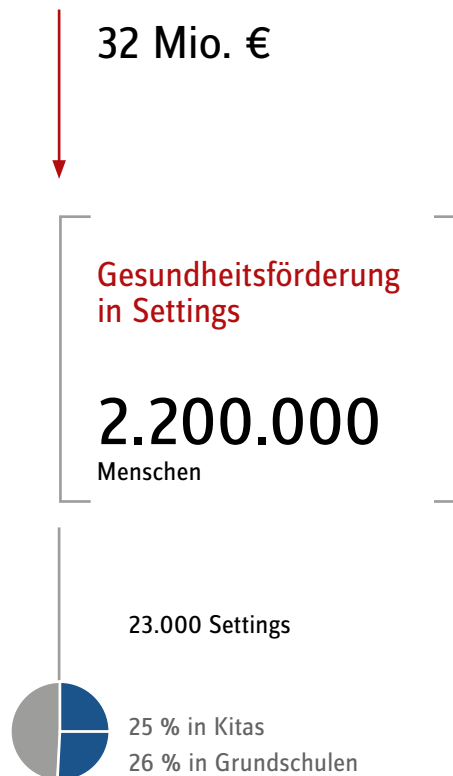 32 Mio. €
Gesundheitsförderung
in Settings
2.200.000
Menschen
23.000 Settings
25 % in Kitas
26 % in Grundschulen